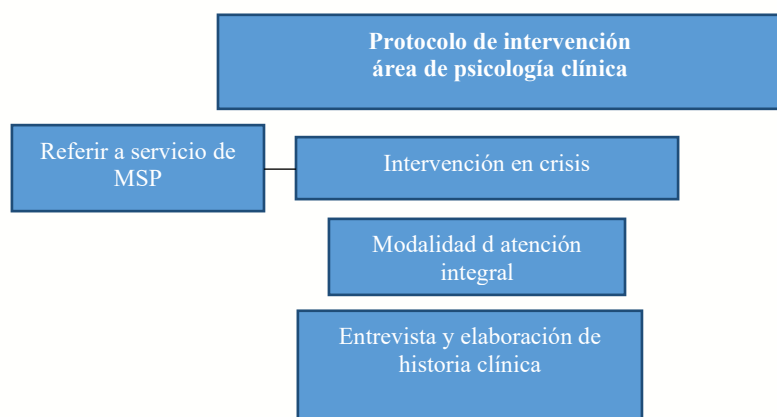 Protocolo de intervención
área de psicología clínica
Referir a servicio de
MSP
Intervención en crisis
Modalidad d atención
integral
Entrevista y elaboración de
historia clínica